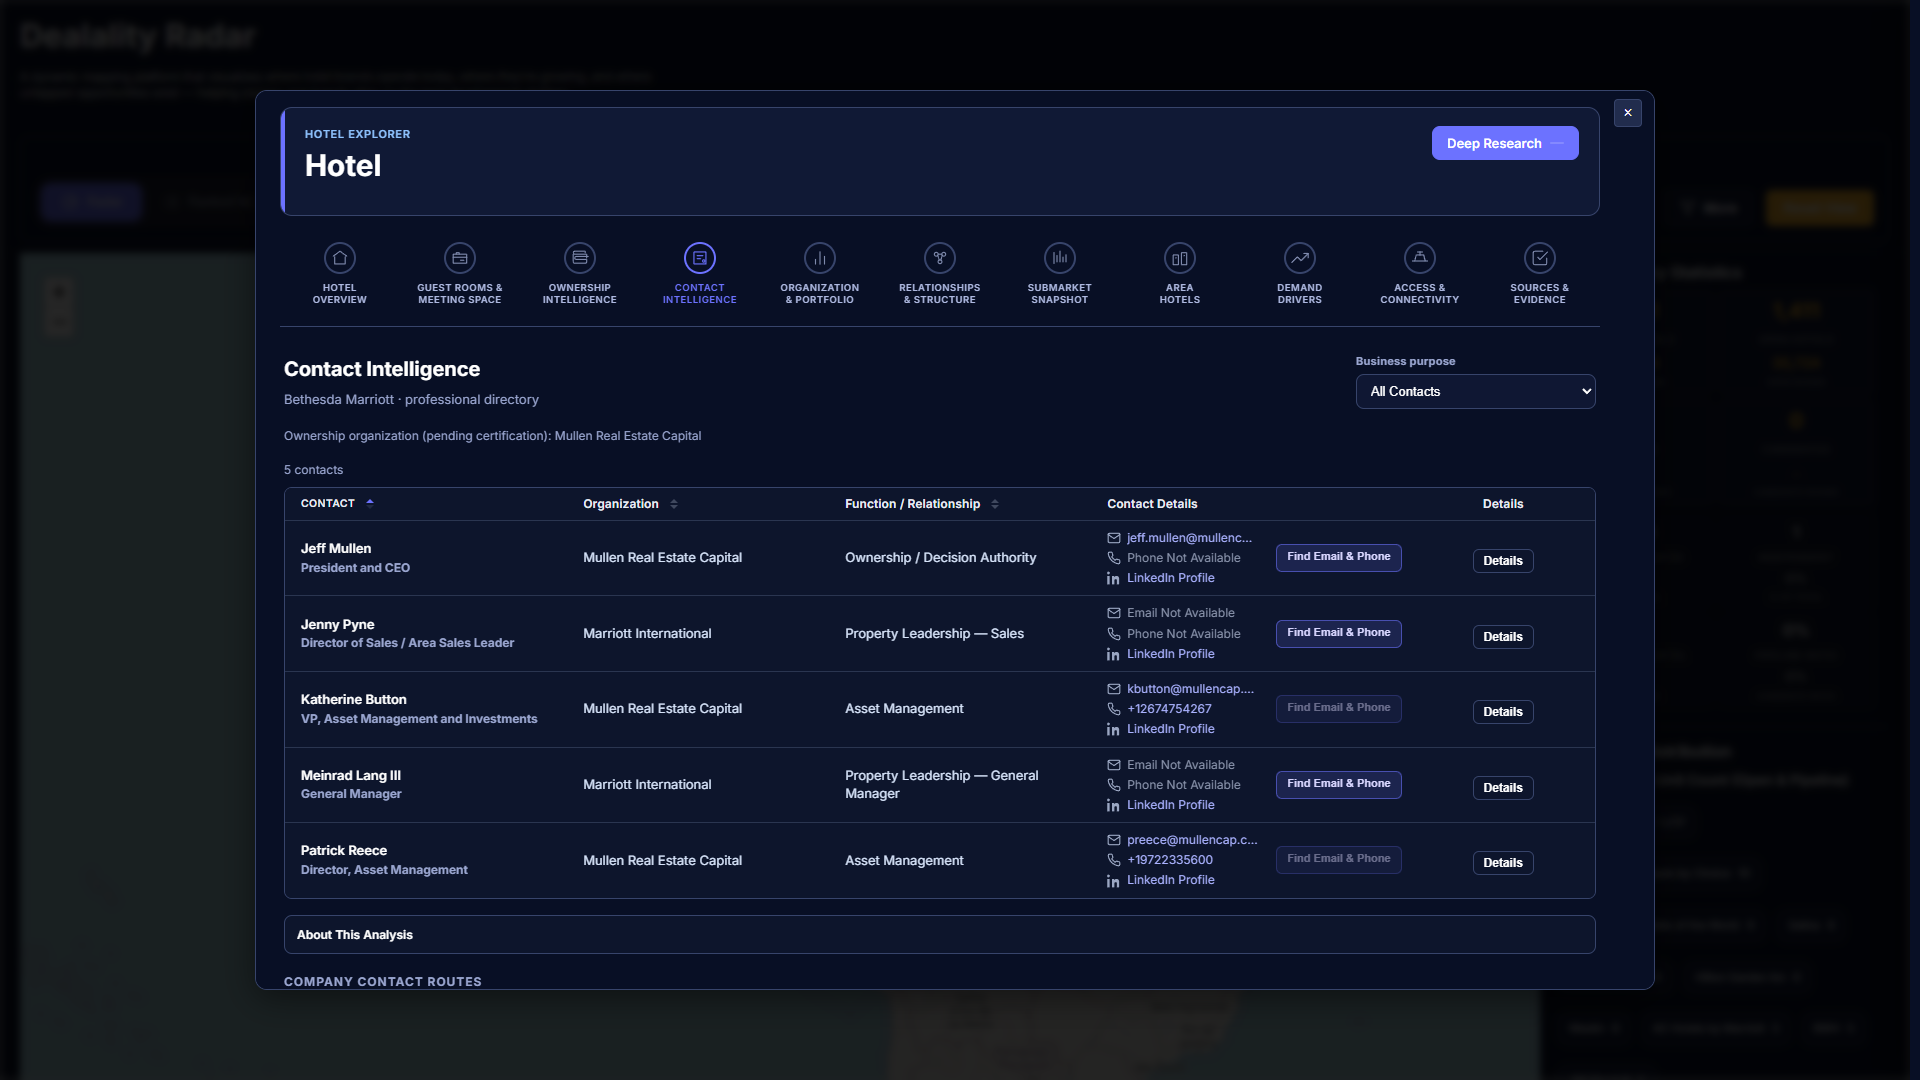 Deality Radar
×
HOTEL EXPLORER
Hotel
Deep Research
HOTEL
OVERVIEW
GUEST ROOMS &
MEETING SPACE
OWNERSHIP
INTELLIGENCE
CONTACT
INTELLIGENCE
ORGANIZATION
& PORTFOLIO
RELATIONSHIPS
& STRUCTURE
SUBMARKET
SNAPSHOT
AREA
HOTELS
DEMAND
DRIVERS
ACCESS &
CONNECTIVITY
SOURCES &
EVIDENCE
Contact Intelligence
Bethesda Marriott · professional directory
Business purpose
All Contacts
Ownership organization (pending certification): Mullen Real Estate Capital
5 contacts
CONTACT Organization Function / Relationship Contact Details Details
Jeff Mullen
President and CEO
Mullen Real Estate Capital
Ownership / Decision Authority
jeff.mullen@mullenc...
Phone Not Available
LinkedIn Profile
Find Email & Phone
Details
Jenny Pyne
Director of Sales / Area Sales Leader
Marriott International
Property Leadership — Sales
Email Not Available
Phone Not Available
LinkedIn Profile
Find Email & Phone
Details
Katherine Button
VP, Asset Management and Investments
Mullen Real Estate Capital
Asset Management
kbutton@mullencap....
+12674754267
LinkedIn Profile
Find Email & Phone
Details
Meinrad Lang III
General Manager
Marriott International
Property Leadership — General
Manager
Email Not Available
Phone Not Available
LinkedIn Profile
Find Email & Phone
Details
Patrick Reece
Director, Asset Management
Mullen Real Estate Capital
Asset Management
preece@mullencap.c...
+19722335600
LinkedIn Profile
Find Email & Phone
Details
About This Analysis
COMPANY CONTACT ROUTES